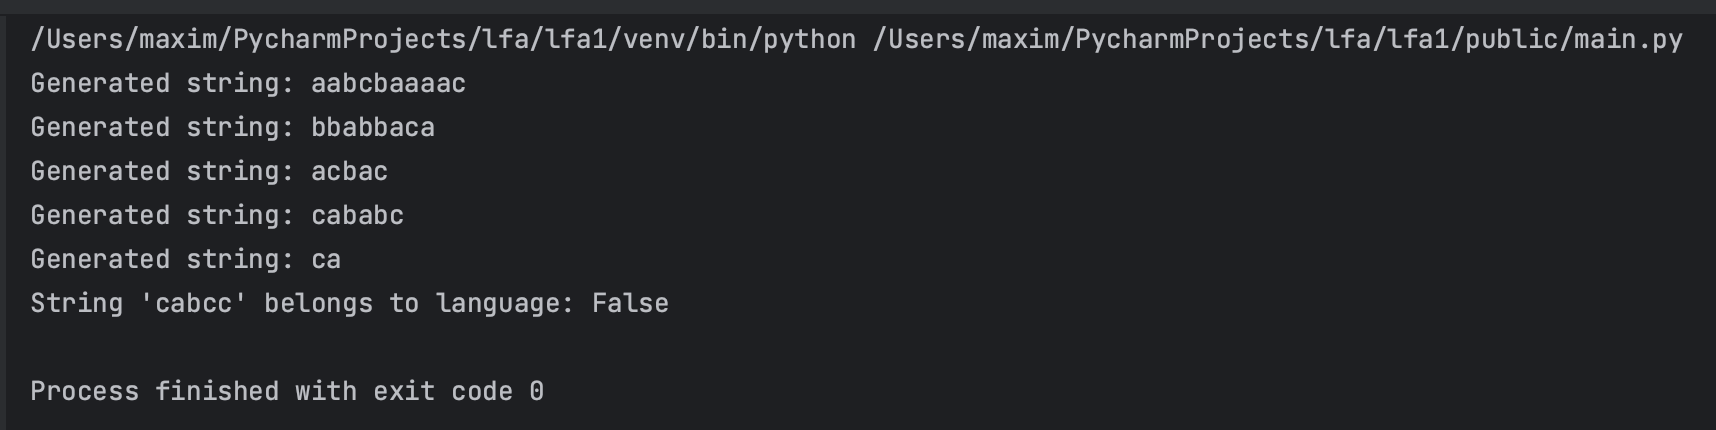 /Users/maxim/PycharmProjects/lfa/lfa1/venv/bin/python /Users/maxim/PycharmProjects/lfa/lfa1/public/main.py
Generated string: aabcbaaaac
Generated string: bbabbaca
Generated string: acbac
Generated string: cababc
Generated string: ca
String 'cabcc' belongs to language: False
Process finished with exit code 0